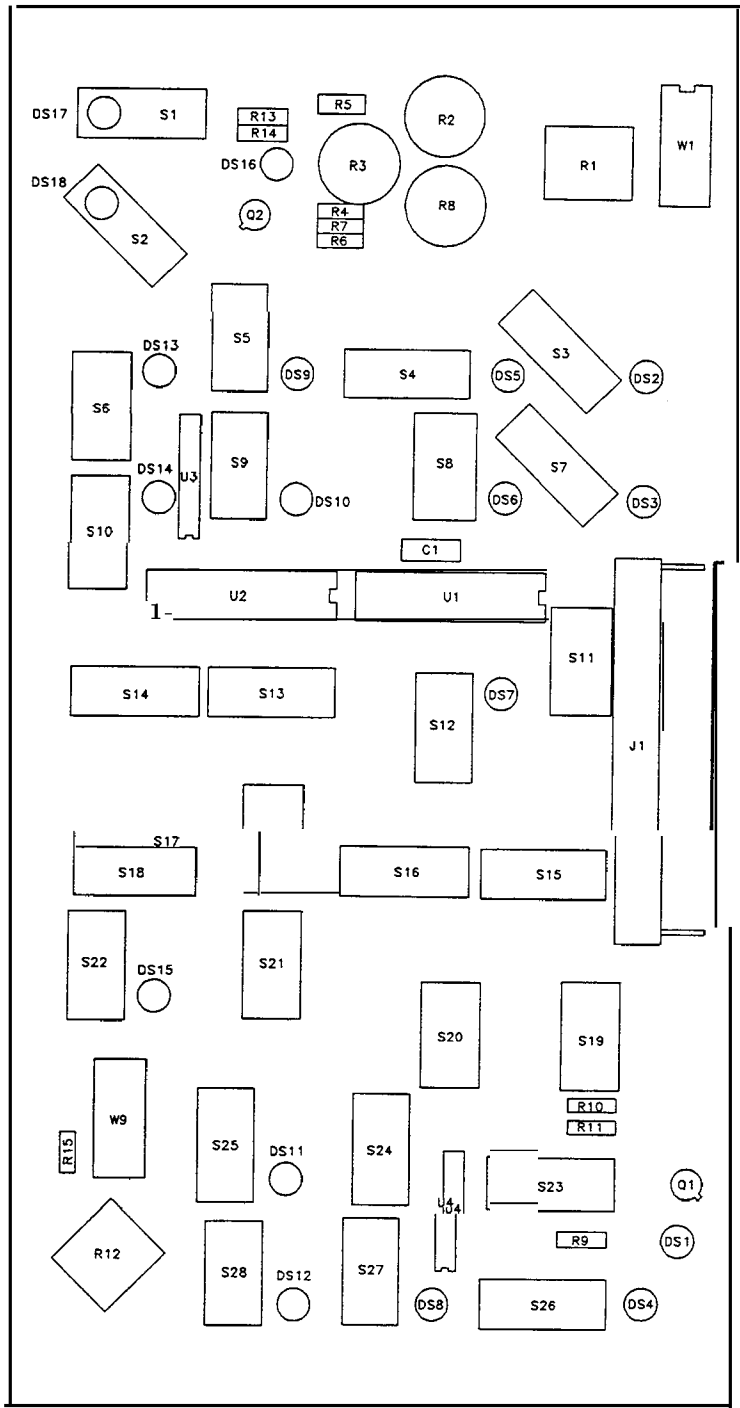 DS17
S1
R13
R14
R5
R2
W1
R1
DS16
R3
DS18
Q2
R4
R7
R6
R8
S2
S5
DS13
S3
DS9
S4
DS5
DS2
S6
S9
S8
S7
DS14
U3
DS10
DS6
DS3
S10
C1
U2
U1
1-
S11
S14
S13
DS7
S12
J1
S17
S18
S16
S15
S22
S21
DS15
S20
S19
R10
R11
W9
R15
S25
DS11
S24
S23
Q1
U4
U4
R9
DS1
R12
S28
DS12
S27
DS8
S26
DS4